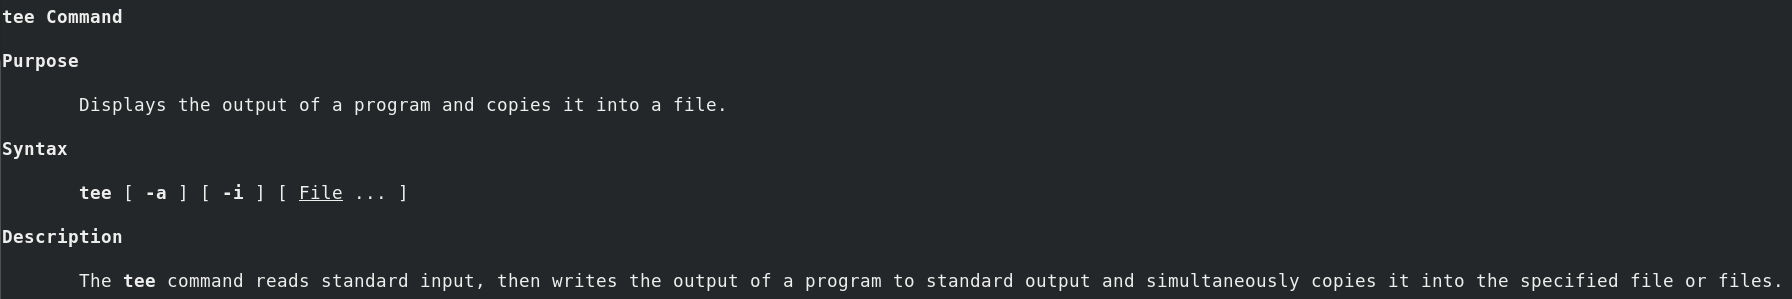 tee Command
Purpose
Displays the output of a program and copies it into a file.
Syntax
tee [ -a ] [ -i ] [ File ... ]
Description
The tee command reads standard input, then writes the output of a program to standard output and simultaneously copies it into the specified file or files.